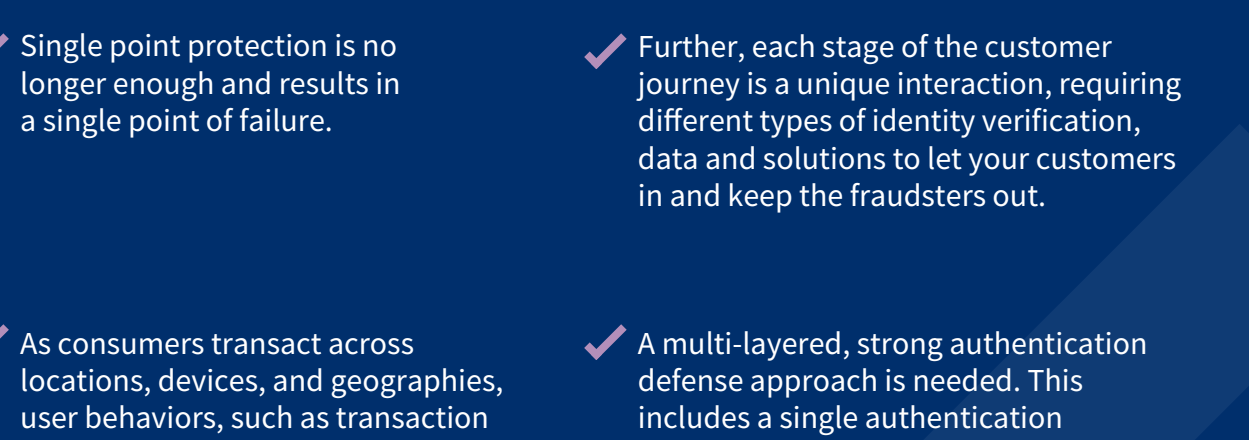 Single point protection is no
longer enough and results in
a single point of failure.
Further, each stage of the customer
journey is a unique interaction, requiring
different types of identity verification,
data and solutions to let your customers
in and keep the fraudsters out.
As consumers transact across
locations, devices, and geographies,
user behaviors, such as transaction
A multi-layered, strong authentication
defense approach is needed. This
includes a single authentication